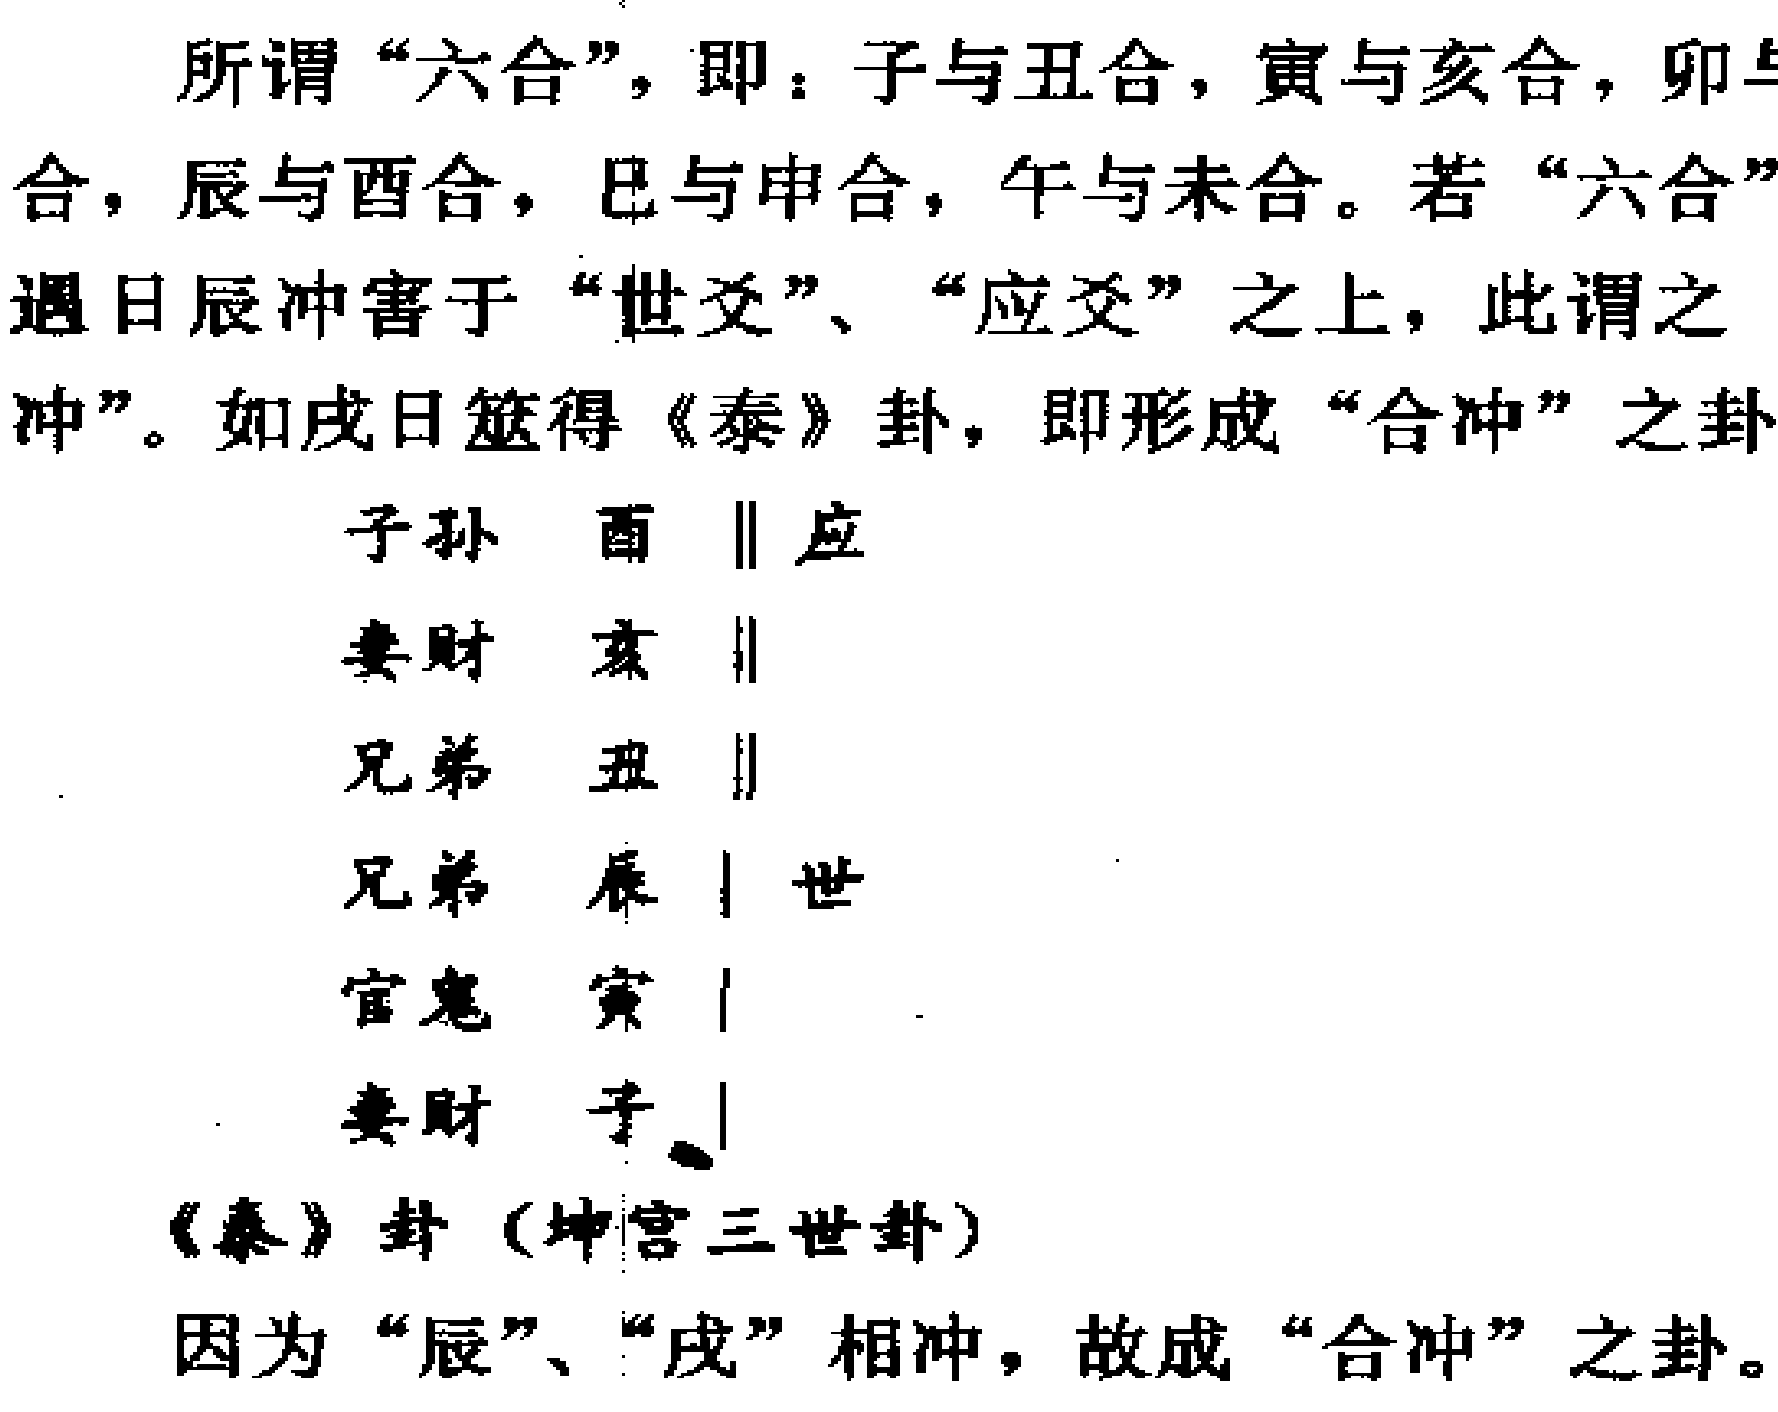 所谓“六合”，即：子与丑合，寅与亥合，卯与
合，辰与酉合，巳与申合，午与未合。若“六合”
遇日辰冲害于“世爻”、“应爻”之上，此谓之
冲”。如戌日筮得《泰》卦，即形成“合冲”之卦
子孙 酉 || 应
妻财 亥 ||
兄弟 丑 ||
兄弟 辰 | 世
官鬼 寅 |
妻财 子 |
《泰》卦（坤宫三世卦）
因为“辰”、“戌”相冲，故成“合冲”之卦。